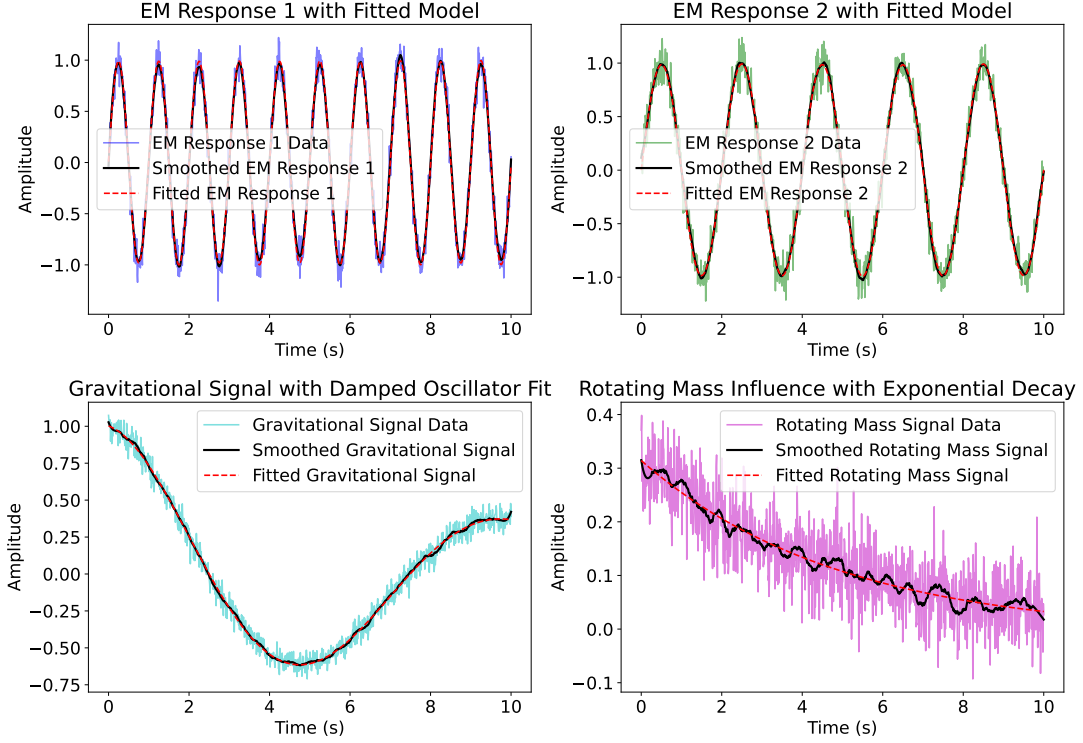 EM Response 1 with Fitted Model
Amplitude
1.0
0.5
0.0
−0.5
−1.0
EM Response 1 Data
Smoothed EM Response 1
Fitted EM Response 1
0
2
4
6
8
10
Time (s)
EM Response 2 with Fitted Model
Amplitude
1.0
0.5
0.0
−0.5
−1.0
EM Response 2 Data
Smoothed EM Response 2
Fitted EM Response 2
0
2
4
6
8
10
Time (s)
Gravitational Signal with Damped Oscillator Fit
Amplitude
1.00
0.75
0.50
0.25
0.00
−0.25
−0.50
−0.75
Gravitational Signal Data
Smoothed Gravitational Signal
Fitted Gravitational Signal
0
2
4
6
8
10
Time (s)
Rotating Mass Influence with Exponential Decay
Amplitude
0.4
0.3
0.2
0.1
0.0
−0.1
Rotating Mass Signal Data
Smoothed Rotating Mass Signal
Fitted Rotating Mass Signal
0
2
4
6
8
10
Time (s)